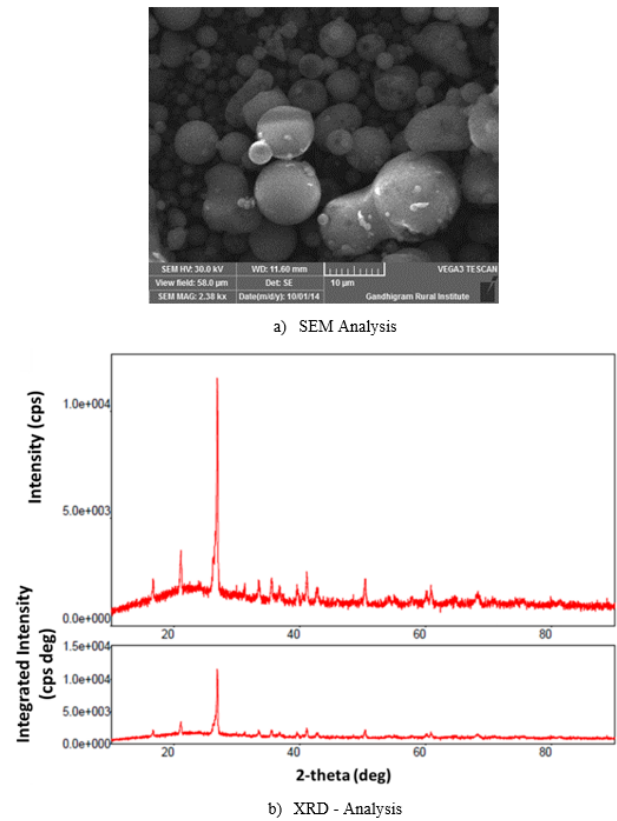 SEM HV: 30.0 kV WD: 11.60 mm VEGA3 TESCAN
View field: 58.0 µm Det: SE 10 µm
SEM MAG: 2.38 kx Date(m/d/y): 10/01/14 Gandhigram Rural Institute
a) SEM Analysis
Intensity (cps)
1.0e+004
5.0e+003
0.0e+000
20 40 60 80
Integrated Intensity
(cps deg)
1.5e+004
1.0e+004
5.0e+003
0.0e+000
20 40 60 80
2-theta (deg)
b) XRD - Analysis